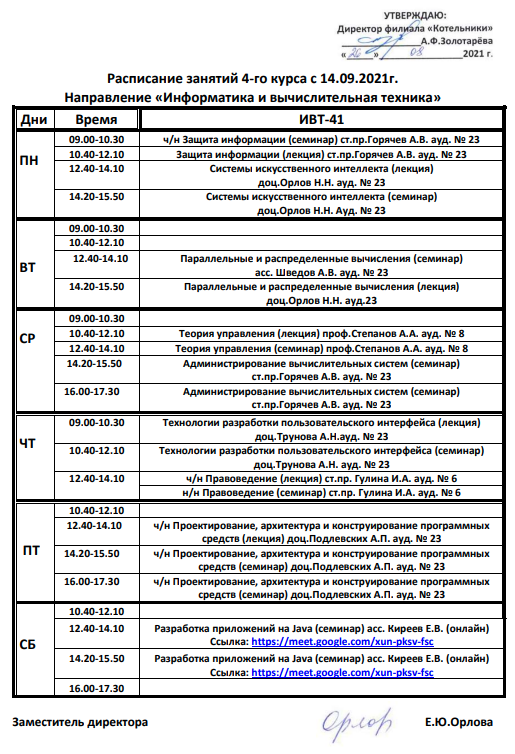 УТВЕРЖДАЮ:
Директор филиала «Котельники»
А.Ф.Золотарёва
« 26 » 08 2021 г.
Расписание занятий 4-го курса с 14.09.2021г.
Направление «Информатика и вычислительная техника»
Дни Время ИВТ-41
ПН
09.00-10.30 ч/н Защита информации (семинар) ст.пр.Горячев А.В. ауд. № 23
10.40-12.10 Защита информации (лекция) ст.пр.Горячев А.В. ауд. № 23
12.40-14.10 Системы искусственного интеллекта (лекция)
доц.Орлов Н.Н. ауд. № 23
14.20-15.50 Системы искусственного интеллекта (семинар)
доц.Орлов Н.Н. Ауд. № 23
ВТ
09.00-10.30
10.40-12.10
12.40-14.10 Параллельные и распределенные вычисления (семинар)
асс. Шведов А.В. ауд. № 23
14.20-15.50 Параллельные и распределенные вычисления (лекция)
доц.Орлов Н.Н. ауд.23
СР
09.00-10.30
10.40-12.10 Теория управления (лекция) проф.Степанов А.А. ауд. № 8
12.40-14.10 Теория управления (семинар) проф.Степанов А.А. ауд. № 8
14.20-15.50 Администрирование вычислительных систем (семинар)
ст.пр.Горячев А.В. ауд. № 23
16.00-17.30 Администрирование вычислительных систем (семинар)
ст.пр.Горячев А.В. ауд. № 23
ЧТ
09.00-10.30 Технологии разработки пользовательского интерфейса (лекция)
доц.Трунова А.Н.ауд. № 23
10.40-12.10 Технологии разработки пользовательского интерфейса (семинар)
доц.Трунова А.Н. ауд. № 23
12.40-14.10 ч/н Правоведение (лекция) ст.пр. Гулина И.А. ауд. № 6
н/н Правоведение (семинар) ст.пр. Гулина И.А. ауд. № 6
ПТ
10.40-12.10
12.40-14.10 ч/н Проектирование, архитектура и конструирование программных
средств (лекция) доц.Подлевских А.П. ауд. № 23
14.20-15.50 ч/н Проектирование, архитектура и конструирование программных
средств (семинар) доц.Подлевских А.П. ауд. № 23
16.00-17.30 ч/н Проектирование, архитектура и конструирование программных
средств (семинар) доц.Подлевских А.П. ауд. № 23
СБ
10.40-12.10
12.40-14.10 Разработка приложений на Java (семинар) асс. Киреев Е.В. (онлайн)
Ссылка: https://meet.google.com/xun-pksv-fsc
14.20-15.50 Разработка приложений на Java (семинар) асс. Киреев Е.В. (онлайн)
Ссылка: https://meet.google.com/xun-pksv-fsc
16.00-17.30
Заместитель директора Орлор Е.Ю.Орлова